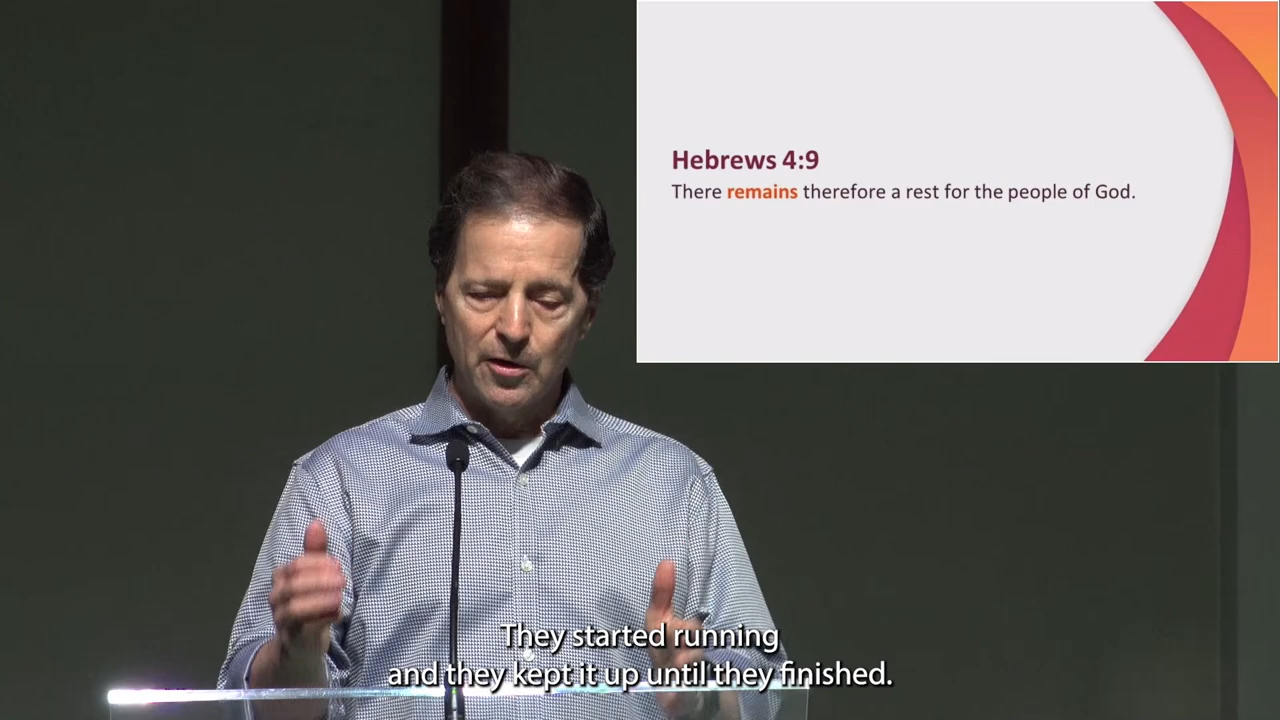 Hebrews 4:9
There remains therefore a rest for the people of God.
They started running
and they kept it up until they finished.